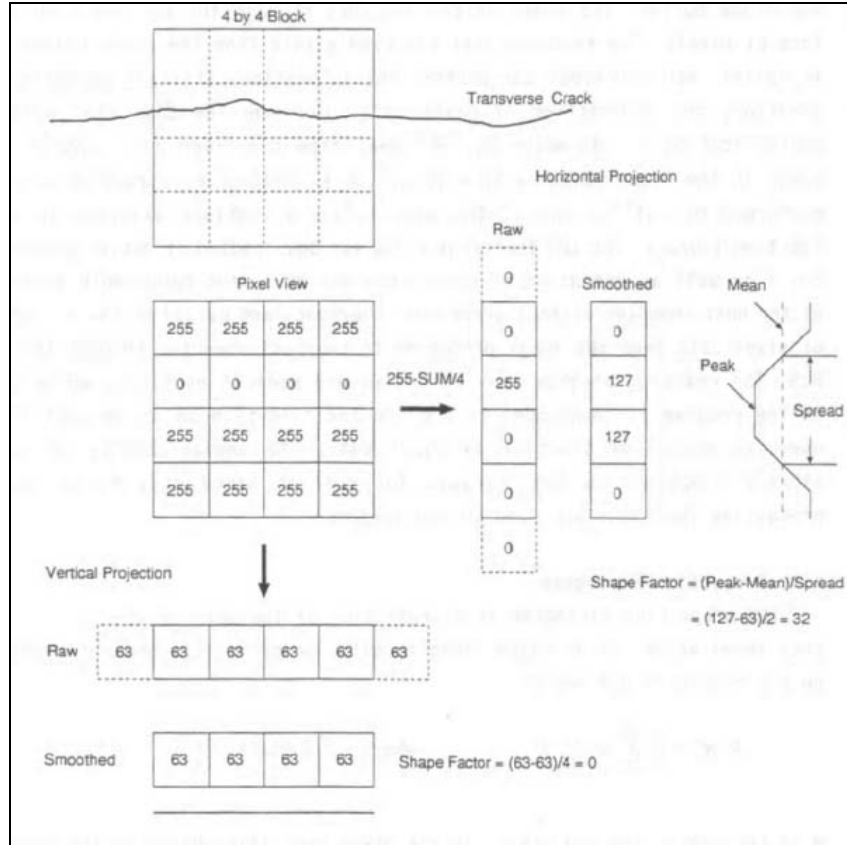 4 by 4 Block
Transverse Crack
Horizontal Projection
Raw
Pixel View
Smoothed
Mean
0
255 255 255 255
0
0
0 0 0 0
255-SUM/4
255
127
Peak
Spread
255 255 255 255
0
127
255 255 255 255
0
0
0
Vertical Projection
Shape Factor = (Peak-Mean)/Spread
= (127-63)/2 = 32
Raw
63 63 63 63 63 63
Smoothed
63 63 63 63
Shape Factor = (63-63)/4 = 0